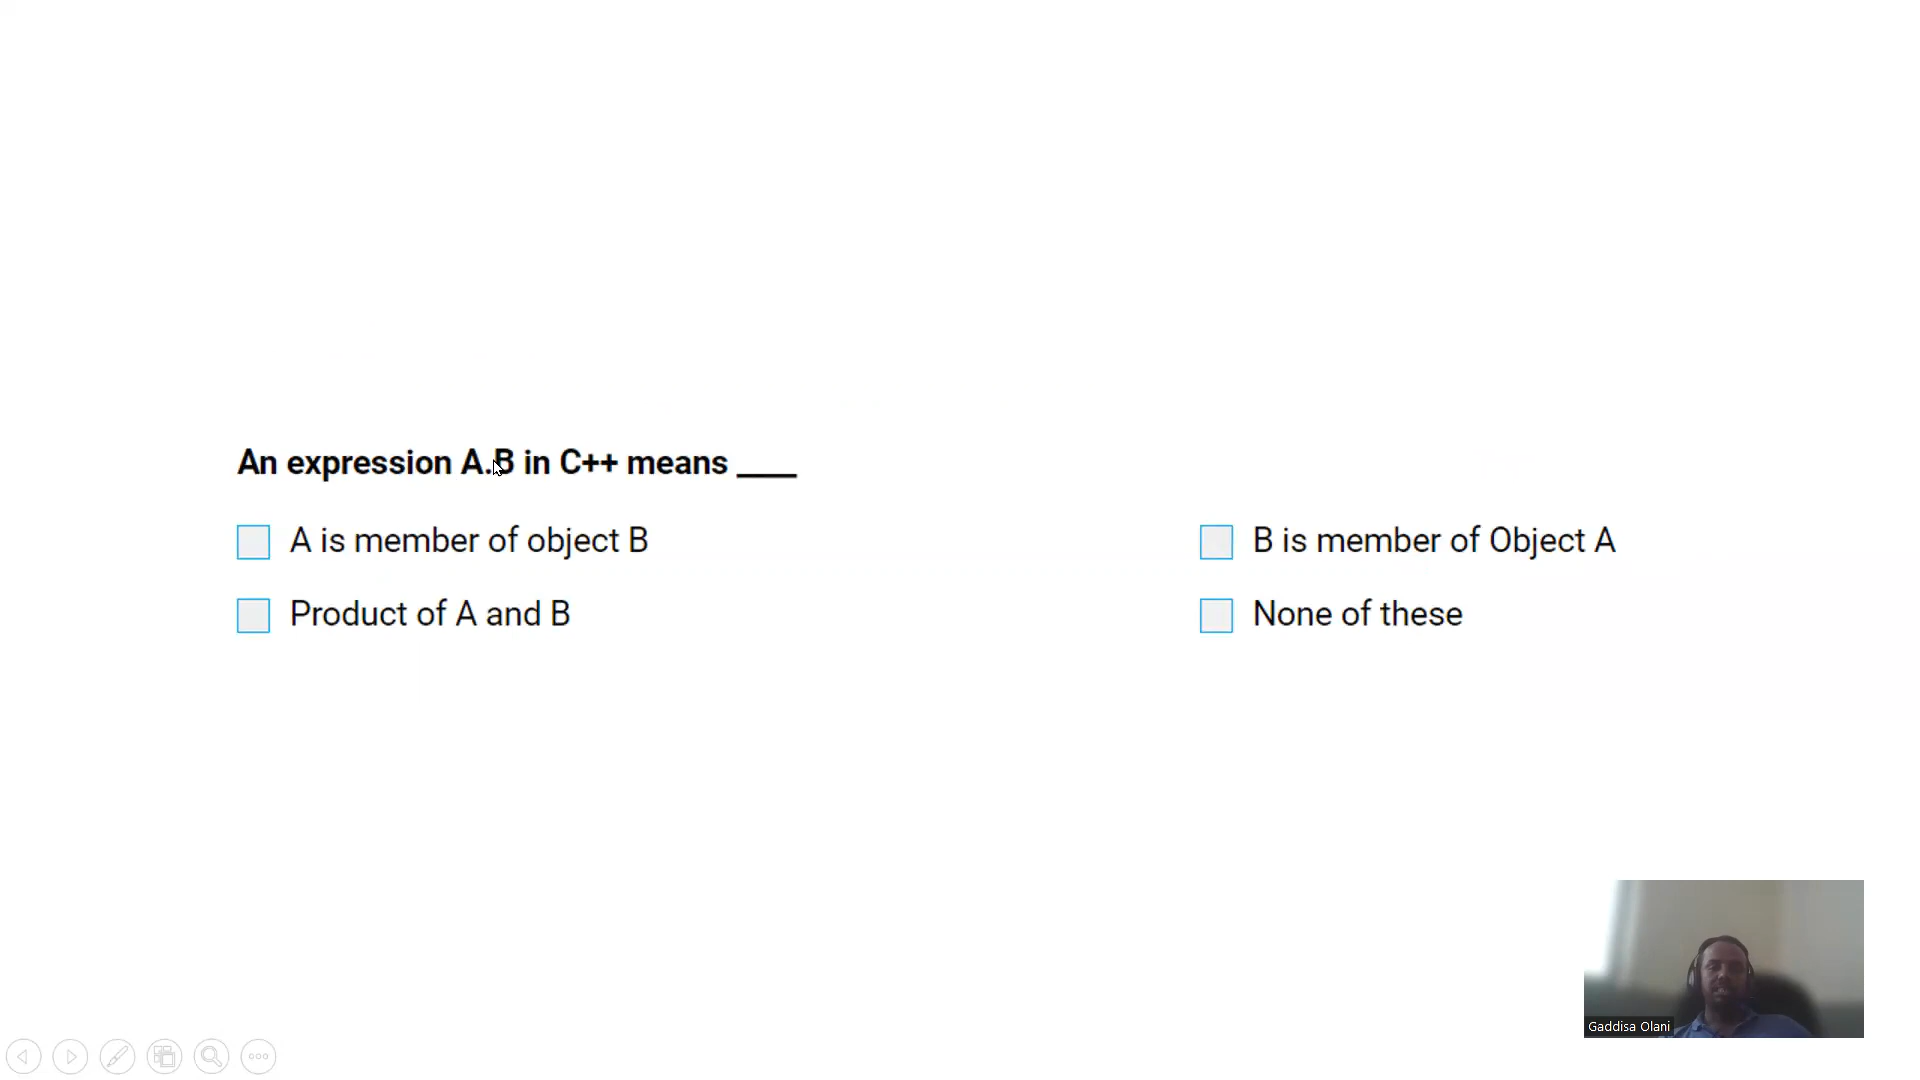 An expression A.B in C++ means ____
A is member of object B
B is member of Object A
Product of A and B
None of these
Gaddisa Olani